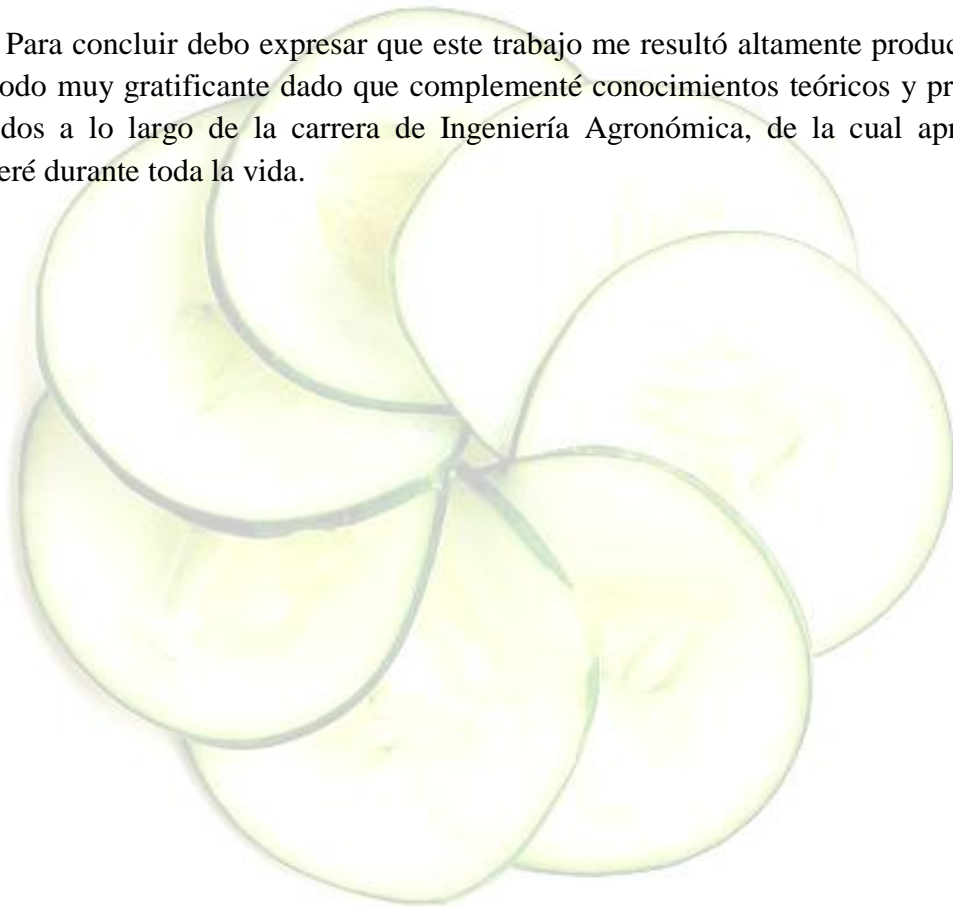 Para concluir debo expresar que este trabajo me resultó altamente produc
odo muy gratificante dado que complementé conocimientos teóricos y pr
dos a lo largo de la carrera de Ingeniería Agronómica, de la cual apr
eré durante toda la vida.